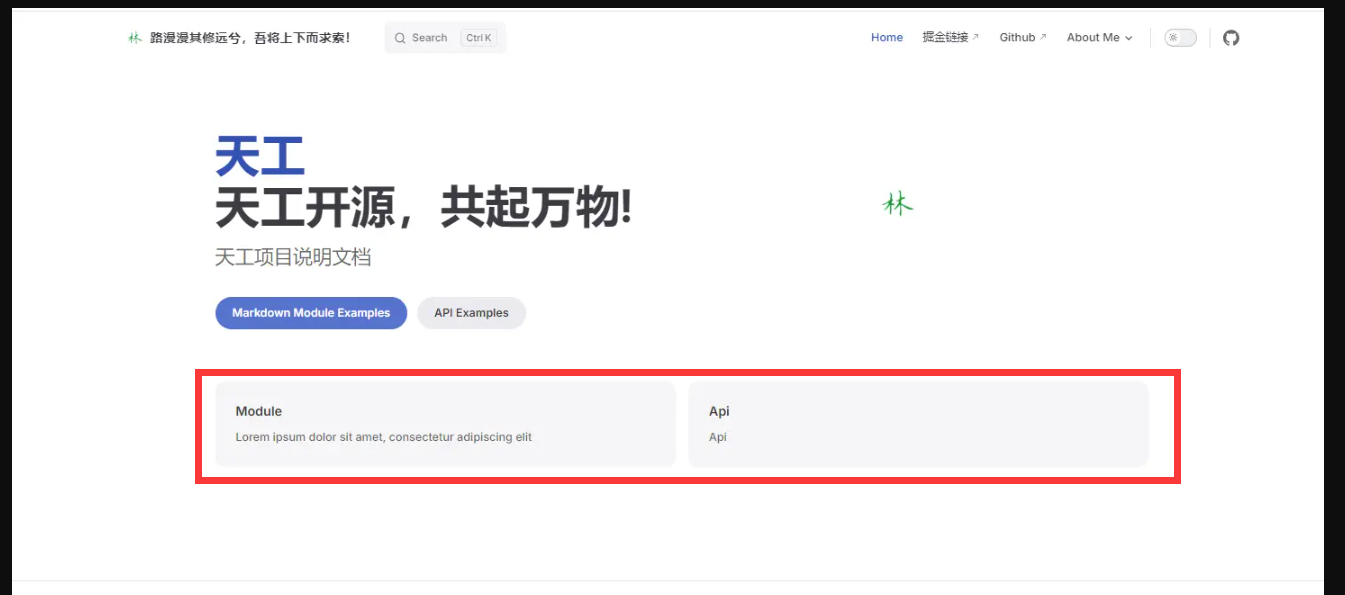 林 路漫漫其修远兮，吾将上下而求索！ Search Ctrl K Home 掘金链接 Github About Me
天工
天工开源，共起万物!
林
天工项目说明文档
Markdown Module Examples API Examples
Module Api
Lorem ipsum dolor sit amet, consectetur adipiscing elit Api